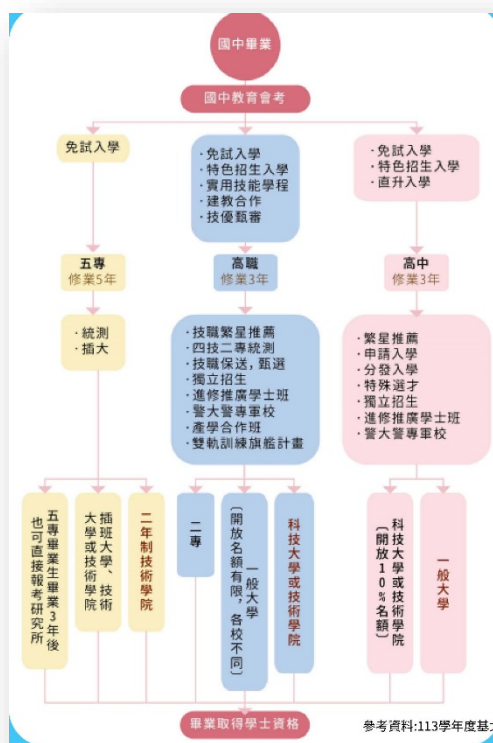 國中畢業
國中教育會考
免試入學
·免試入學
·特色招生入學
·實用技能學程
·建教合作
·技優甄審
·免試入學
·特色招生入學
·直升入學
五專
修業5年
高職
修業3年
高中
修業3年
·統測
·插大
·技職繁星推薦
·四技二專統測
·技職保送,甄選
·獨立招生
·進修推廣學士班
·警大警專軍校
·產學合作班
·雙軌訓練旗艦計畫
·繁星推薦
·申請入學
·分發入學
·特殊選才
·獨立招生
·進修推廣學士班
·警大警專軍校
五專畢業生畢業3年後
也可直接報考研究所
插班大學、技術
大學或技術學院
二年制技術學院
二專
一般大學
(開放名額有限,各校不同)
科技大學或技術學院
科技大學或技術學院
(開放10%名額)
一般大學
畢業取得學士資格
參考資料:113學年度基